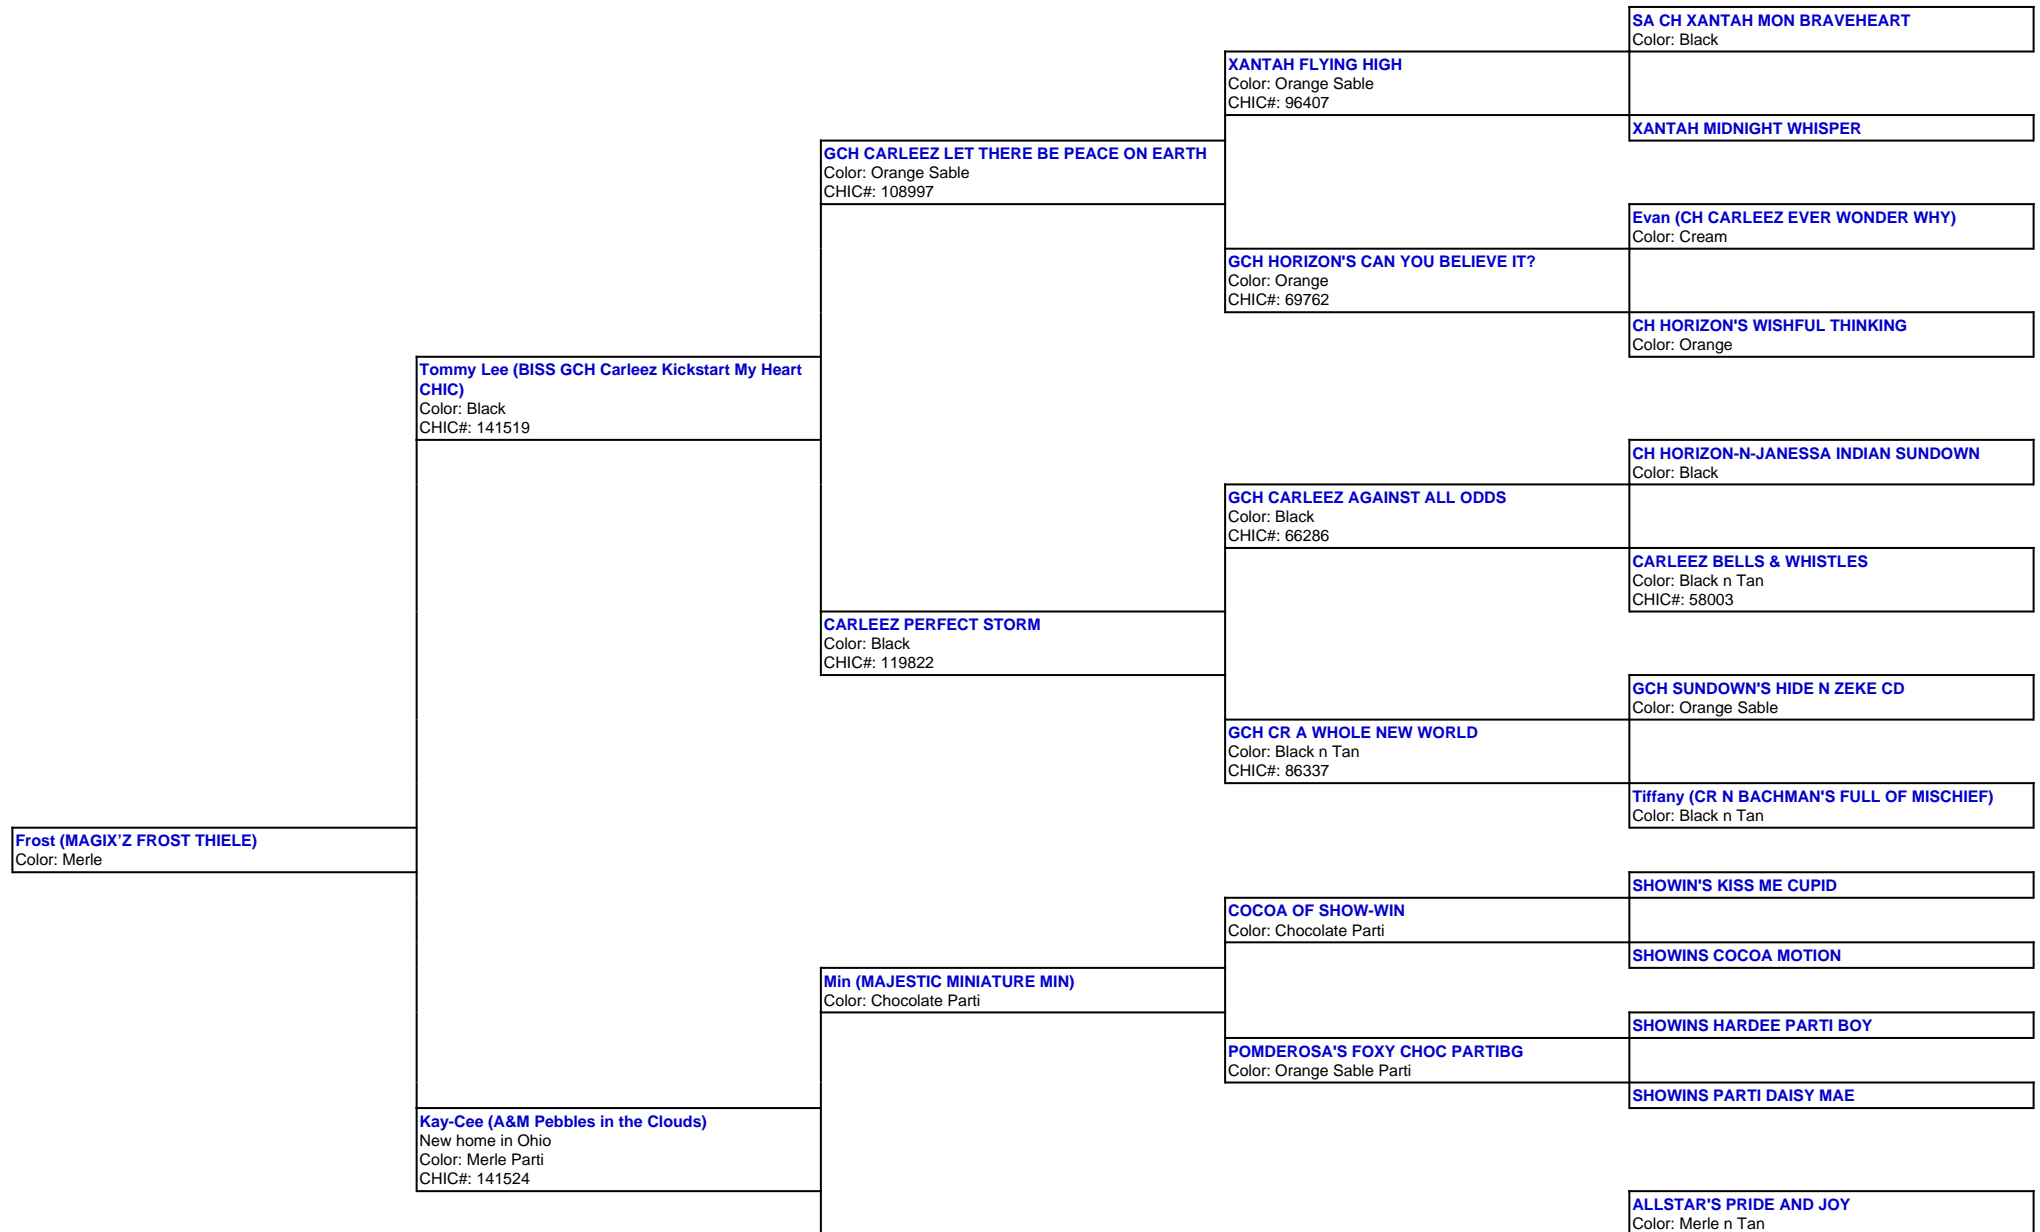 SA CH XANTAH MON BRAVEHEART
Color: Black
XANTAH FLYING HIGH
Color: Orange Sable
CHIC#: 96407
XANTAH MIDNIGHT WHISPER
GCH CARLEEZ LET THERE BE PEACE ON EARTH
Color: Orange Sable
CHIC#: 108997
Evan (CH CARLEEZ EVER WONDER WHY)
Color: Cream
GCH HORIZON'S CAN YOU BELIEVE IT?
Color: Orange
CHIC#: 69762
CH HORIZON'S WISHFUL THINKING
Color: Orange
Tommy Lee (BISS GCH Carleez Kickstart My Heart
CHIC)
Color: Black
CHIC#: 141519
CH HORIZON-N-JANESSA INDIAN SUNDOWN
Color: Black
GCH CARLEEZ AGAINST ALL ODDS
Color: Black
CHIC#: 66286
CARLEEZ BELLS & WHISTLES
Color: Black n Tan
CHIC#: 58003
CARLEEZ PERFECT STORM
Color: Black
CHIC#: 119822
GCH SUNDOWN'S HIDE N ZEKE CD
Color: Orange Sable
GCH CR A WHOLE NEW WORLD
Color: Black n Tan
CHIC#: 86337
Tiffany (CR N BACHMAN'S FULL OF MISCHIEF)
Color: Black n Tan
Frost (MAGIX’Z FROST THIELE)
Color: Merle
SHOWIN'S KISS ME CUPID
COCOA OF SHOW-WIN
Color: Chocolate Parti
SHOWINS COCOA MOTION
Min (MAJESTIC MINIATURE MIN)
Color: Chocolate Parti
SHOWINS HARDEE PARTI BOY
POMDEROSA'S FOXY CHOC PARTIBG
Color: Orange Sable Parti
SHOWINS PARTI DAISY MAE
Kay-Cee (A&M Pebbles in the Clouds)
New home in Ohio
Color: Merle Parti
CHIC#: 141524
ALLSTAR'S PRIDE AND JOY
Color: Merle n Tan